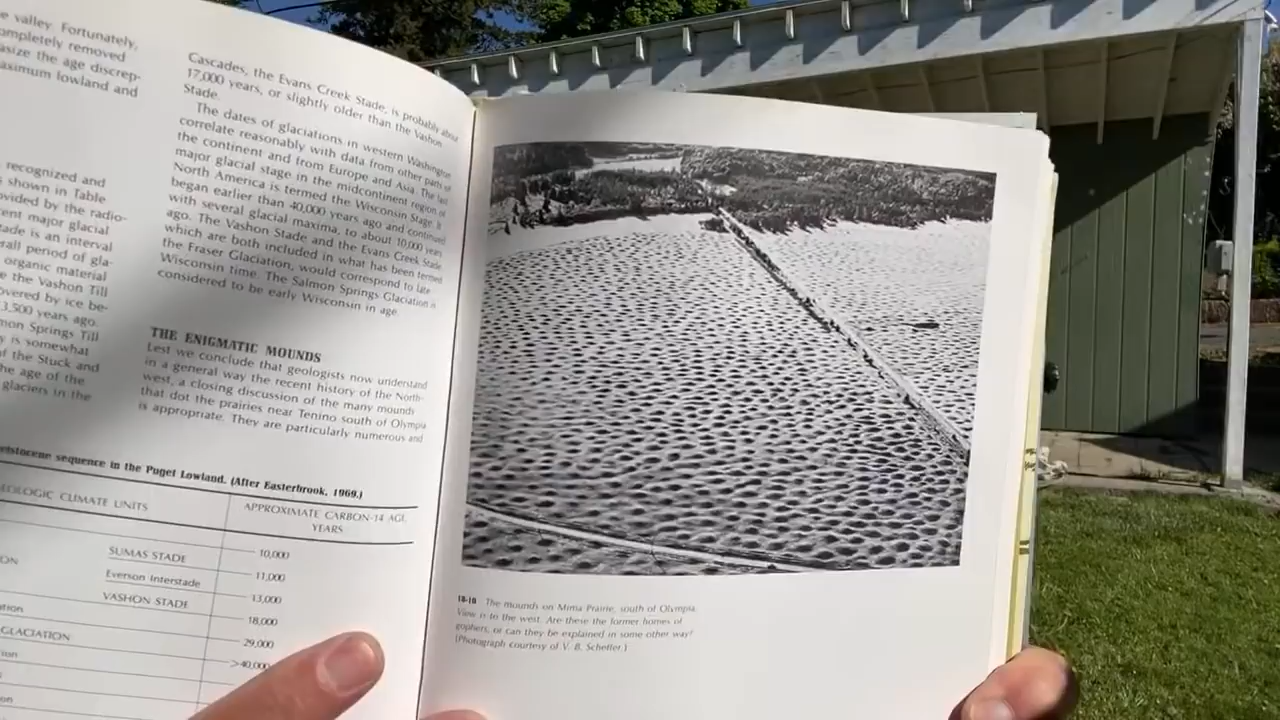 e valley. Fortunately,
ompletely removed
asize the age discrep-
aximum lowland and
recognized and
s shown in Table
ovided by the radio-
cent major glacial
tade is an interval
rall period of gla-
organic material
e the Vashon Till
overed by ice be-
3,500 years ago.
mon Springs Till
y is somewhat
of the Stuck and
he age of the
glaciers in the
Cascades, the Evans Creek Stade, is probably about
17,000 years, or slightly older than the Vashon
Stade.
The dates of glaciations in western Washington
correlate reasonably with data from other parts of
the continent and from Europe and Asia. The last
major glacial stage in the midcontinent region of
North America is termed the Wisconsin Stage. It
began earlier than 40,000 years ago and continued
with several glacial maxima, to about 10,000 years
ago. The Vashon Stade and the Evans Creek Stade,
which are both included in what has been termed
the Fraser Glaciation, would correspond to late
Wisconsin time. The Salmon Springs Glaciation is
considered to be early Wisconsin in age.
THE ENIGMATIC MOUNDS
Lest we conclude that geologists now understand
in a general way the recent history of the North-
west, a closing discussion of the many mounds
that dot the prairies near Tenino south of Olympia
is appropriate. They are particularly numerous and
eistocene sequence in the Puget Lowland. (After Easterbrook, 1969.)
EOLOGIC CLIMATE UNITS
APPROXIMATE CARBON-14 AGE,
YEARS
10,000
SUMAS STADE
11,000
ON
Everson Interstade
13,000
VASHON STADE
18,000
ation
29,000
GLACIATION
>40,000
tion
on
18-16 The mounds on Mima Prairie, south of Olympia.
View is to the west. Are these the former homes of
gophers, or can they be explained in some other way?
(Photograph courtesy of V. B. Scheffer.)